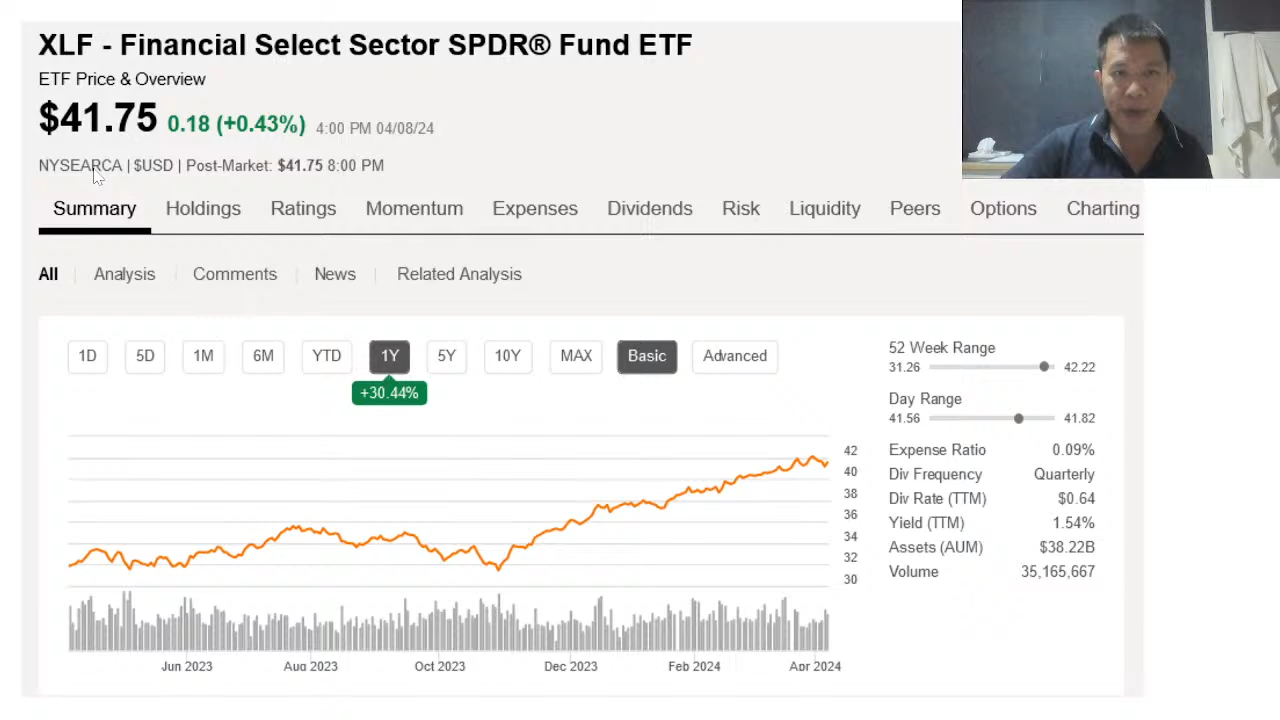 XLF - Financial Select Sector SPDR® Fund ETF
ETF Price & Overview
$41.75 0.18 (+0.43%) 4:00 PM 04/08/24
NYSEARCA | $USD | Post-Market: $41.75 8:00 PM
Summary Holdings Ratings Momentum Expenses Dividends Risk Liquidity Peers Options Charting
All Analysis Comments News Related Analysis
1D 5D 1M 6M YTD 1Y 5Y 10Y MAX Basic Advanced
+30.44%
52 Week Range
31.26 42.22
Day Range
41.56 41.82
Expense Ratio 0.09%
Div Frequency Quarterly
Div Rate (TTM) $0.64
Yield (TTM) 1.54%
Assets (AUM) $38.22B
Volume 35,165,667
42
40
38
36
34
32
30
Jun 2023 Aug 2023 Oct 2023 Dec 2023 Feb 2024 Apr 2024